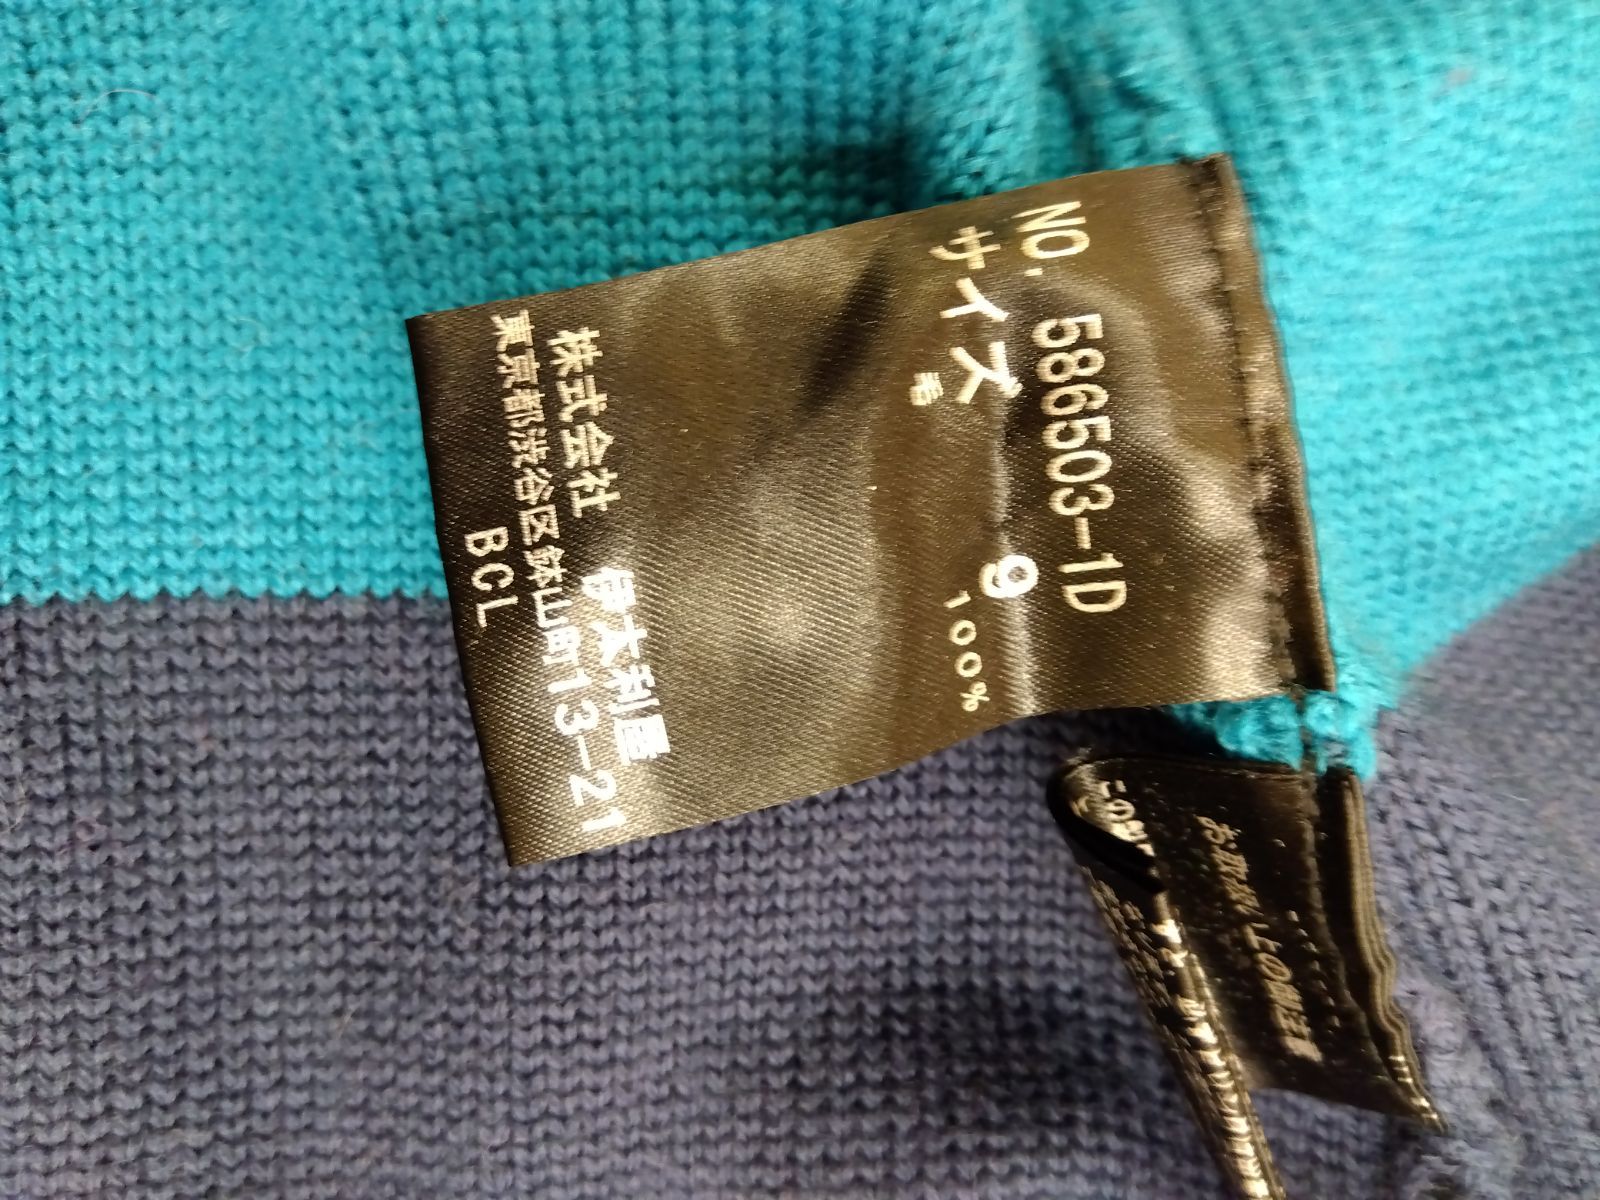 NO. 586503-1D
サイズ 9
毛 100%
株式会社 伊太利屋
東京都渋谷区鉢山町13-21
BCL
お取扱い上の御注意